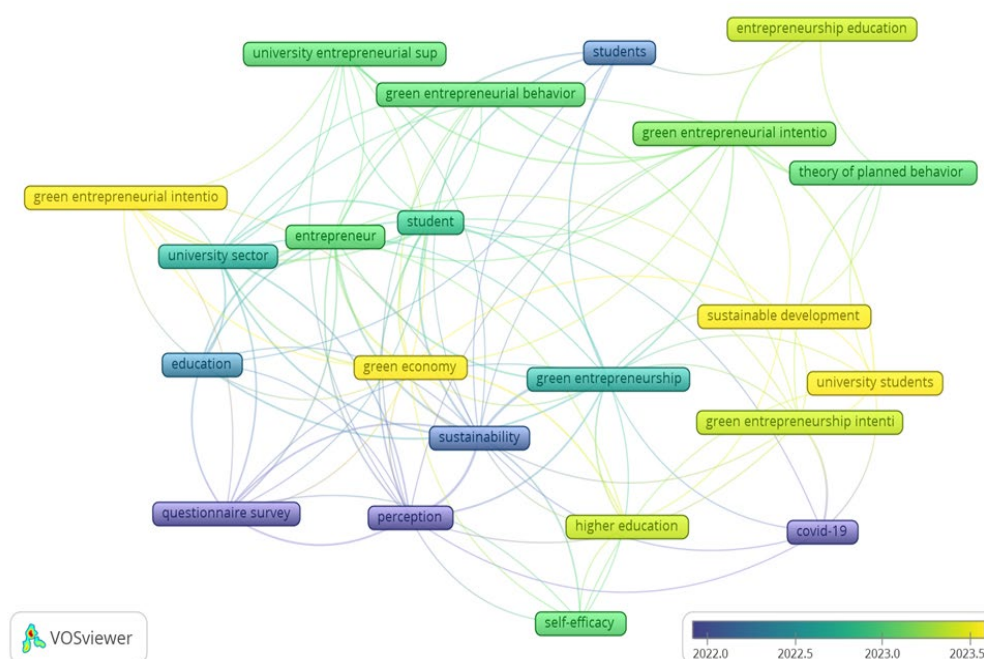 entrepreneurship education
university entrepreneurial sup
students
green entrepreneurial behavior
green entrepreneurial intentio
theory of planned behavior
green entrepreneurial intentio
student
entrepreneur
university sector
sustainable development
education
green economy
green entrepreneurship
university students
green entrepreneurship intenti
sustainability
questionnaire survey
perception
higher education
covid-19
self-efficacy
VOSviewer
2022.0 2022.5 2023.0 2023.5